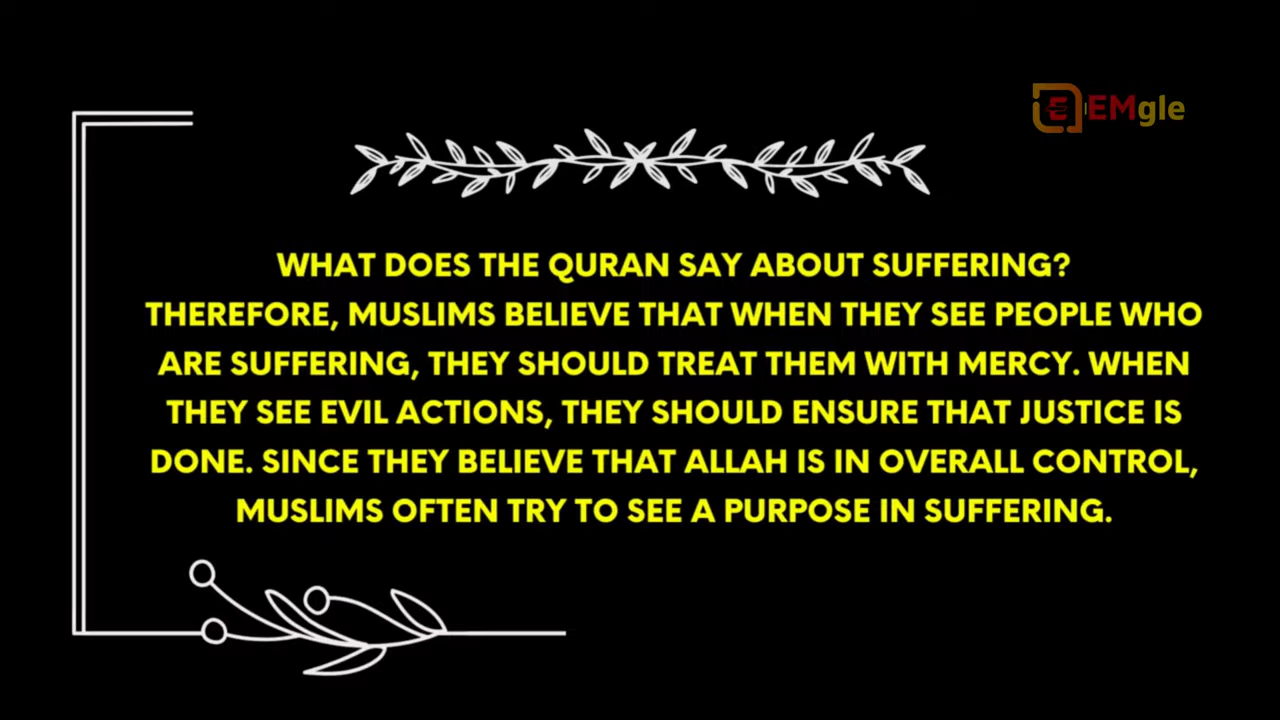 EMgle
WHAT DOES THE QURAN SAY ABOUT SUFFERING?
THEREFORE, MUSLIMS BELIEVE THAT WHEN THEY SEE PEOPLE WHO
ARE SUFFERING, THEY SHOULD TREAT THEM WITH MERCY. WHEN
THEY SEE EVIL ACTIONS, THEY SHOULD ENSURE THAT JUSTICE IS
DONE. SINCE THEY BELIEVE THAT ALLAH IS IN OVERALL CONTROL,
MUSLIMS OFTEN TRY TO SEE A PURPOSE IN SUFFERING.